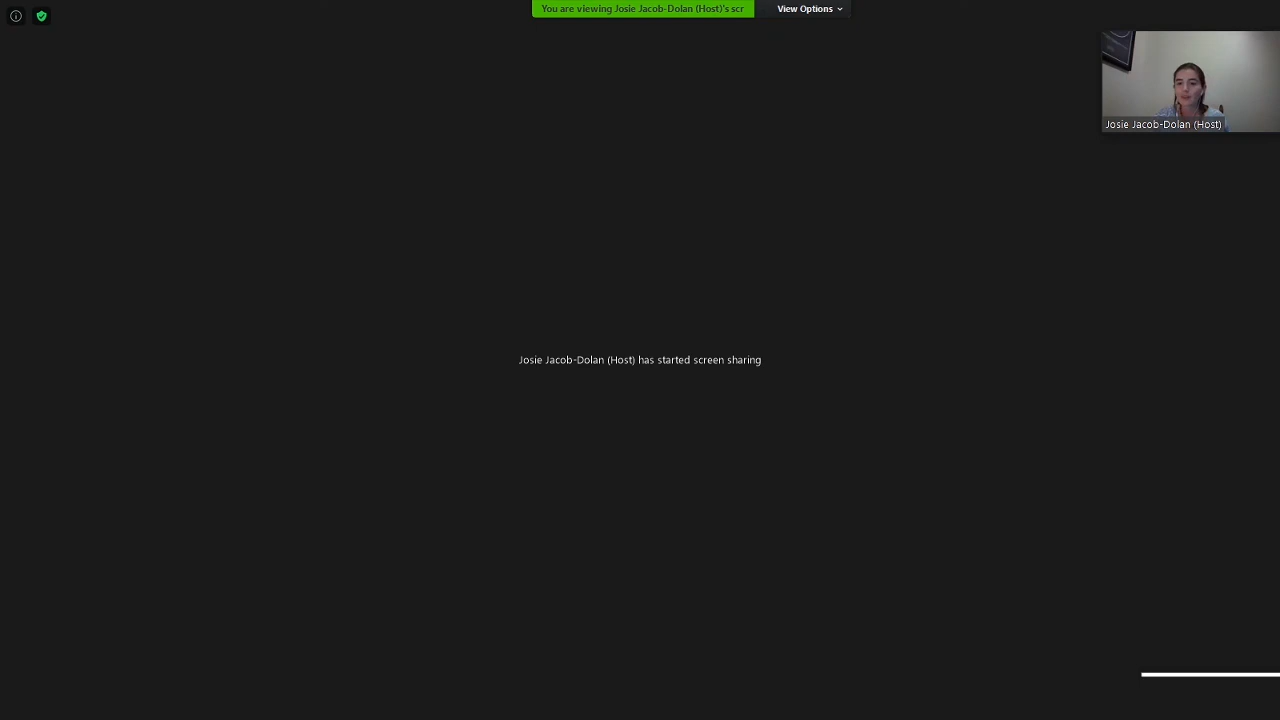 You are viewing Josie Jacob-Dolan (Host)'s scr
View Options
Josie Jacob-Dolan (Host)
Josie Jacob-Dolan (Host) has started screen sharing